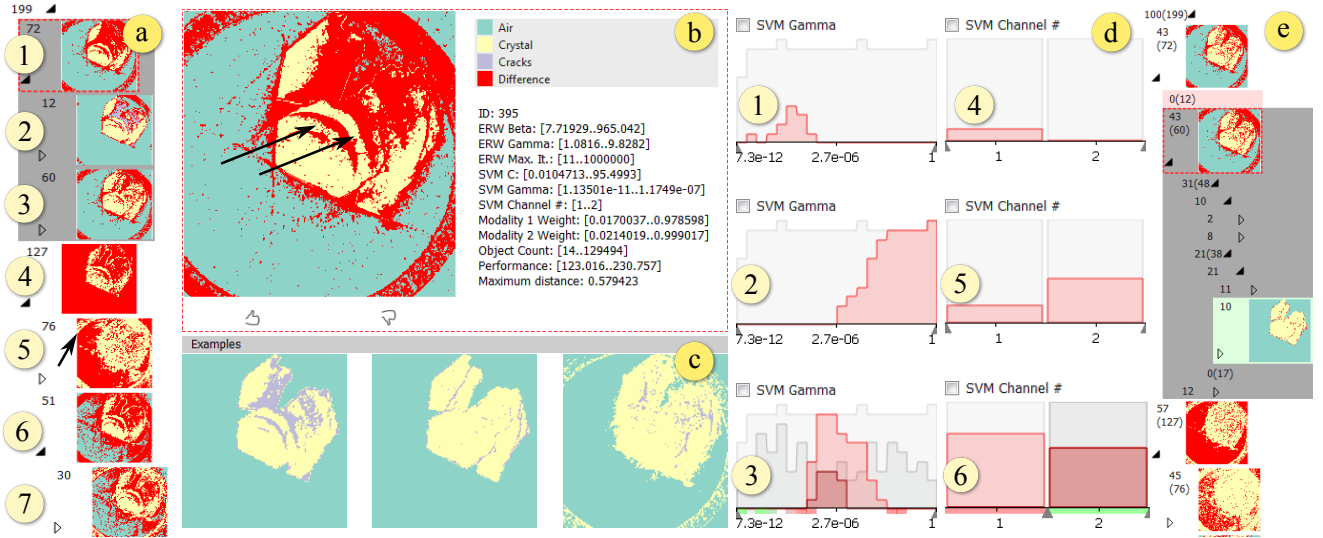 199
72
a
1
12
2
60
3
127
4
76
5
51
6
30
7
b
Air
Crystal
Cracks
Difference
ID: 395
ERW Beta: [7.71929..965.042]
ERW Gamma: [1.0816..9.8282]
ERW Max. It.: [11..1000000]
SVM C: [0.0104713..95.4993]
SVM Gamma: [1.13501e-11..1.1749e-07]
SVM Channel #: [1..2]
Modality 1 Weight: [0.0170037..0.978598]
Modality 2 Weight: [0.0214019..0.999017]
Object Count: [14..129494]
Performance: [123.016..230.757]
Maximum distance: 0.579423
Examples
c
SVM Gamma
SVM Channel #
d
1
4
7.3e-12 2.7e-06 1
1 2
SVM Gamma
SVM Channel #
2
5
7.3e-12 2.7e-06 1
1 2
SVM Gamma
SVM Channel #
3
6
7.3e-12 2.7e-06 1
1 2
100(199)
43
(72)
e
0(12)
43
(60)
31(48
10
2
8
21(38
21
11
10
0(17)
12
57
(127)
45
(76)